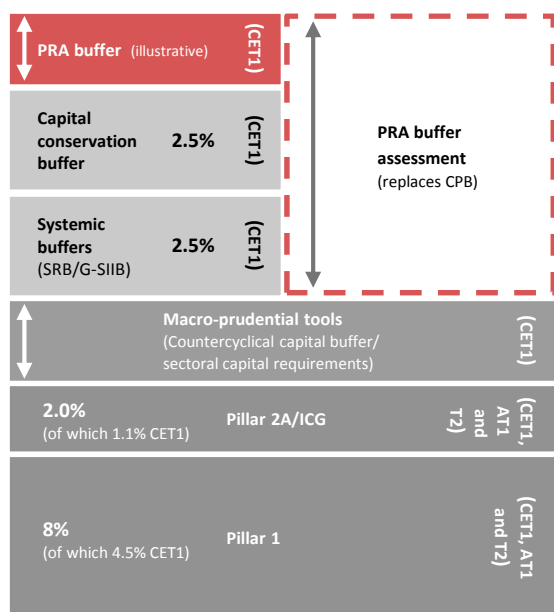 PRA buffer (illustrative)
(CET1)
Capital
conservation
buffer
2.5%
(CET1)
PRA buffer
assessment
(replaces CPB)
Systemic
buffers
(SRB/G-SIIB)
2.5%
(CET1)
Macro-prudential tools
(Countercyclical capital buffer/
sectoral capital requirements)
(CET1)
2.0%
(of which 1.1% CET1)
Pillar 2A/ICG
(CET1,
AT1
and
T2)
8%
(of which 4.5% CET1)
Pillar 1
(CET1, AT1
and T2)